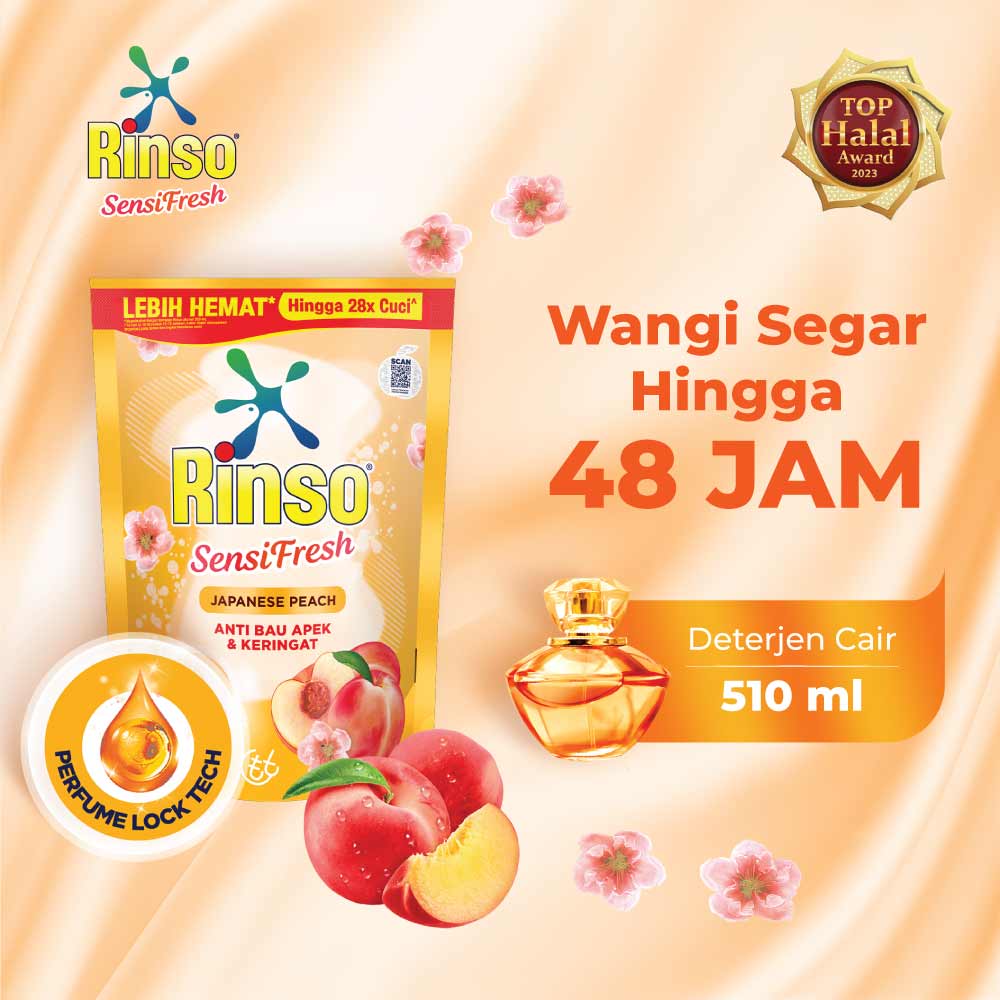 Rinso
SensiFresh
TOP
Halal
Award
2023
LEBIH HEMAT* Hingga 28x Cuci^
SCAN
Rinso
SensiFresh
JAPANESE PEACH
ANTI BAU APEK
& KERINGAT
PERFUME LOCK TECH
Wangi Segar
Hingga
48 JAM
Deterjen Cair
510 ml